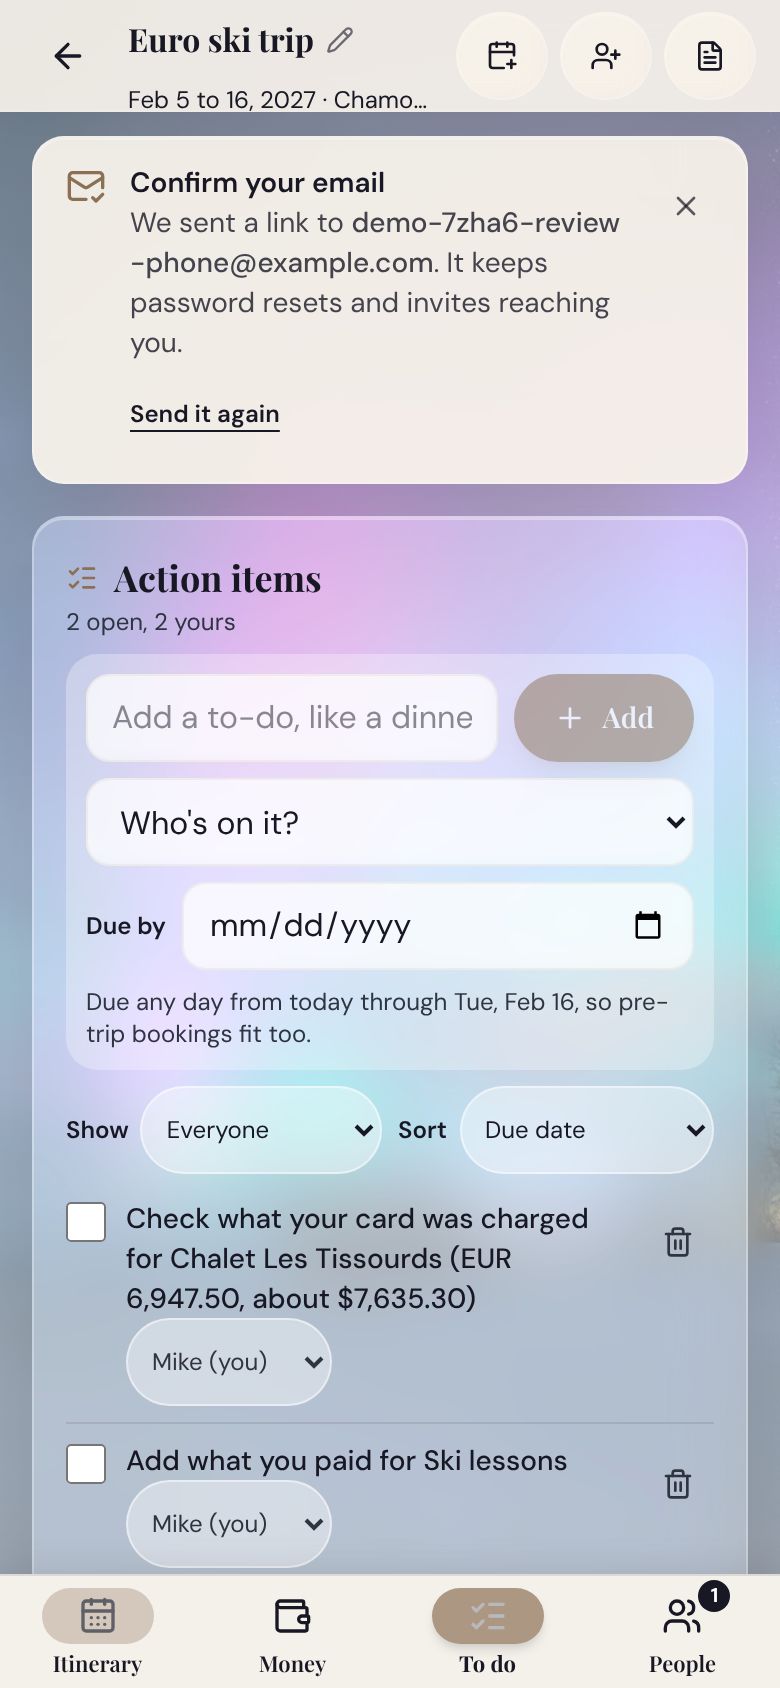 Euro ski trip
Feb 5 to 16, 2027 · Chamo...
Confirm your email
We sent a link to demo-7zha6-review
-phone@example.com. It keeps
password resets and invites reaching
you.
Send it again
Action items
2 open, 2 yours
Add a to-do, like a dinne
Add
Who's on it?
Due by
mm/dd/yyyy
Due any day from today through Tue, Feb 16, so pre-
trip bookings fit too.
Show Everyone Sort Due date
Check what your card was charged
for Chalet Les Tissourds (EUR
6,947.50, about $7,635.30)
Mike (you)
Add what you paid for Ski lessons
Mike (you)
1
Itinerary Money To do People